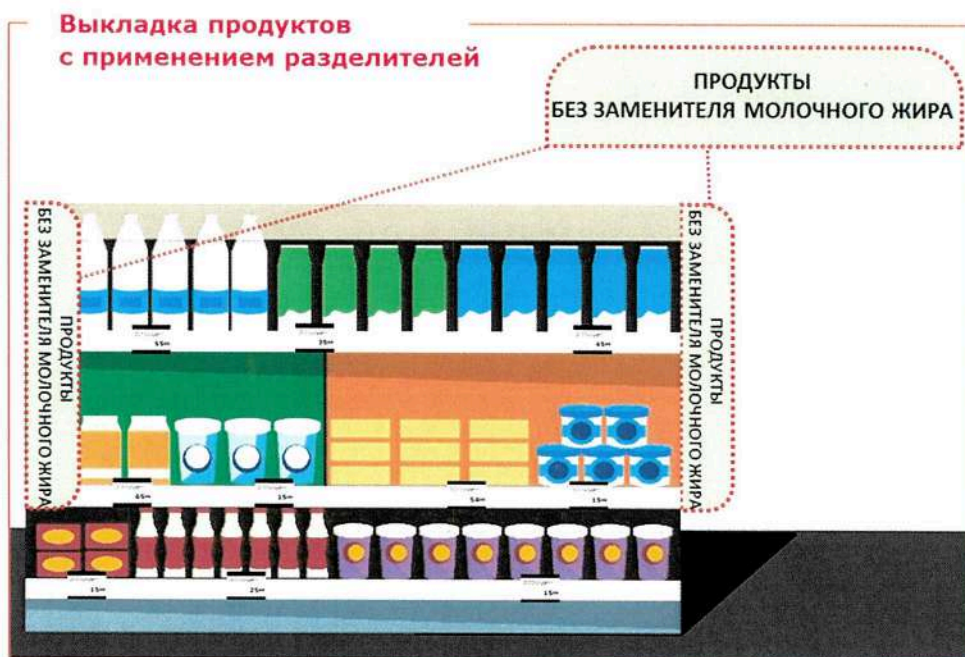 Выкладка продуктов
с применением разделителей
ПРОДУКТЫ
БЕЗ ЗАМЕНИТЕЛЯ МОЛОЧНОГО ЖИРА
ПРОДУКТЫ
БЕЗ ЗАМЕНИТЕЛЯ МОЛОЧНОГО ЖИРА
ПРОДУКТЫ
БЕЗ ЗАМЕНИТЕЛЯ МОЛОЧНОГО ЖИРА